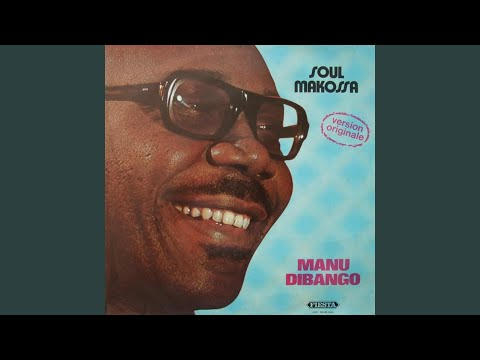 SOUL
MAKOSSA
version
originale
MANU
DIBANGO
FIESTA